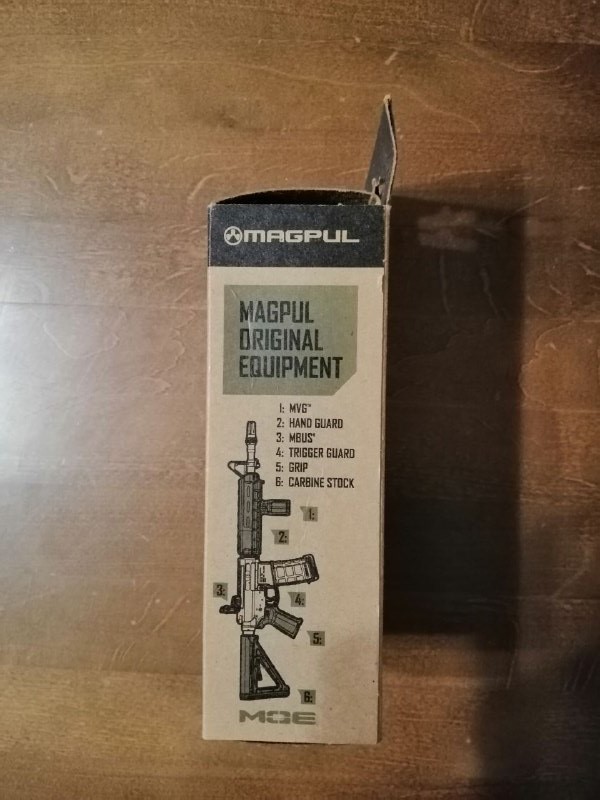 MAGPUL
MAGPUL
ORIGINAL
EQUIPMENT
1: MVG™
2: HAND GUARD
3: MBUS®
4: TRIGGER GUARD
5: GRIP
6: CARBINE STOCK
1:
2:
3:
4:
5:
6:
MOE